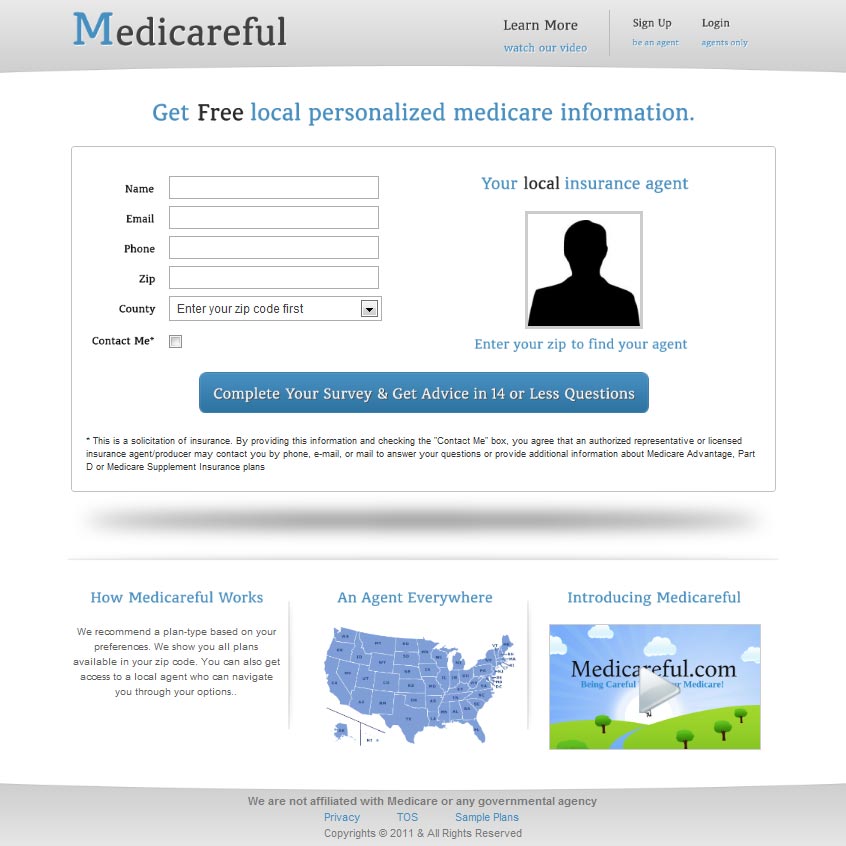 Medicareful
Learn More
watch our video
Sign Up
be an agent
Login
agents only
Get Free local personalized medicare information.
Name
Email
Phone
Zip
County
Enter your zip code first
Contact Me*
Your local insurance agent
Enter your zip to find your agent
Complete Your Survey & Get Advice in 14 or Less Questions
* This is a solicitation of insurance. By providing this information and checking the "Contact Me" box, you agree that an authorized representative or licensed
insurance agent/producer may contact you by phone, e-mail, or mail to answer your questions or provide additional information about Medicare Advantage, Part
D or Medicare Supplement Insurance plans
How Medicareful Works
We recommend a plan-type based on your
preferences. We show you all plans
available in your zip code. You can also get
access to a local agent who can navigate
you through your options..
An Agent Everywhere
Introducing Medicareful
Medicareful.com
Being Careful Medicare!
We are not affiliated with Medicare or any governmental agency
Privacy TOS Sample Plans
Copyrights © 2011 & All Rights Reserved